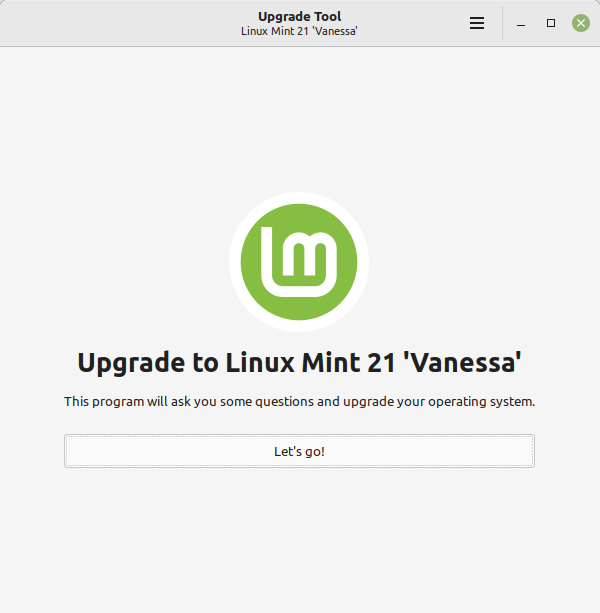 Upgrade Tool
Linux Mint 21 'Vanessa'
Upgrade to Linux Mint 21 'Vanessa'
This program will ask you some questions and upgrade your operating system.
Let's go!